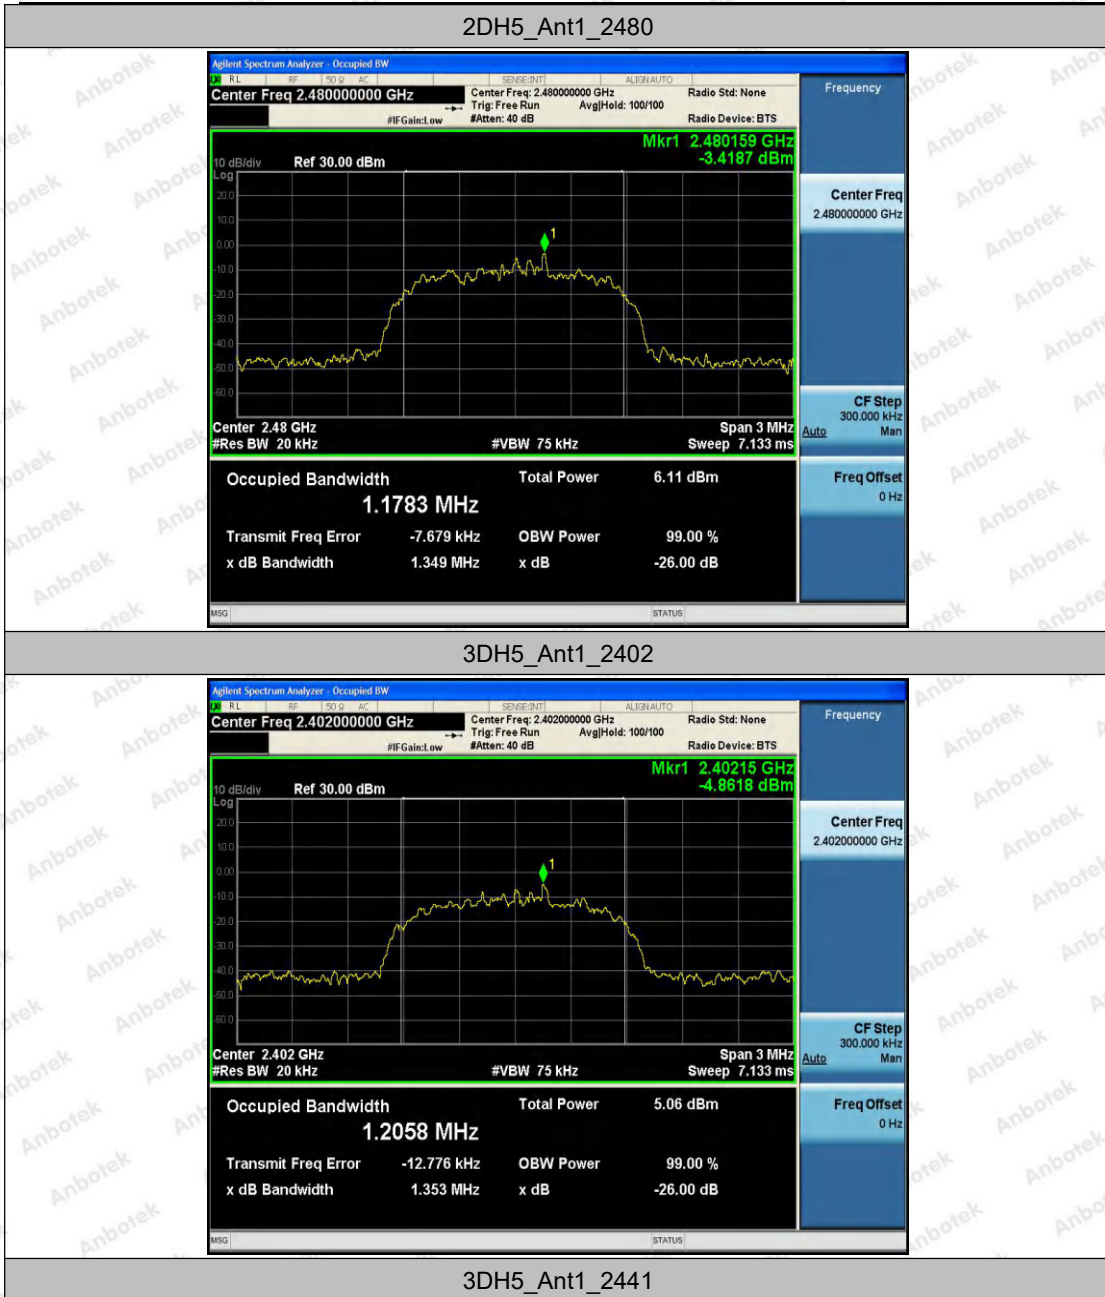 2DH5_Ant1_2480
Agilent Spectrum Analyzer - Occupied BW
RL RF 50 Ω AC SENSE:INT ALIGN AUTO
Center Freq 2.480000000 GHz
Center Freq: 2.480000000 GHz
Radio Std: None
Trig: Free Run Avg|Hold: 100/100
#IFGain:Low #Atten: 40 dB Radio Device: BTS
Mkr1 2.480159 GHz
-3.4187 dBm
10 dB/div Ref 30.00 dBm
Log
20.0
10.0
0.00
-10.0
-20.0
-30.0
-40.0
-50.0
-60.0
1
Center 2.48 GHz Span 3 MHz
#Res BW 20 kHz #VBW 75 kHz Sweep 7.133 ms
Occupied Bandwidth Total Power 6.11 dBm
1.1783 MHz
Transmit Freq Error -7.679 kHz OBW Power 99.00 %
x dB Bandwidth 1.349 MHz x dB -26.00 dB
MSG STATUS
Frequency
Center Freq
2.480000000 GHz
CF Step
300.000 kHz
Auto Man
Freq Offset
0 Hz
3DH5_Ant1_2402
Agilent Spectrum Analyzer - Occupied BW
RL RF 50 Ω AC SENSE:INT ALIGN AUTO
Center Freq 2.402000000 GHz
Center Freq: 2.402000000 GHz
Radio Std: None
Trig: Free Run Avg|Hold: 100/100
#IFGain:Low #Atten: 40 dB Radio Device: BTS
Mkr1 2.40215 GHz
-4.8618 dBm
10 dB/div Ref 30.00 dBm
Log
20.0
10.0
0.00
-10.0
-20.0
-30.0
-40.0
-50.0
-60.0
1
Center 2.402 GHz Span 3 MHz
#Res BW 20 kHz #VBW 75 kHz Sweep 7.133 ms
Occupied Bandwidth Total Power 5.06 dBm
1.2058 MHz
Transmit Freq Error -12.776 kHz OBW Power 99.00 %
x dB Bandwidth 1.353 MHz x dB -26.00 dB
MSG STATUS
Frequency
Center Freq
2.402000000 GHz
CF Step
300.000 kHz
Auto Man
Freq Offset
0 Hz
3DH5_Ant1_2441
Anbotek